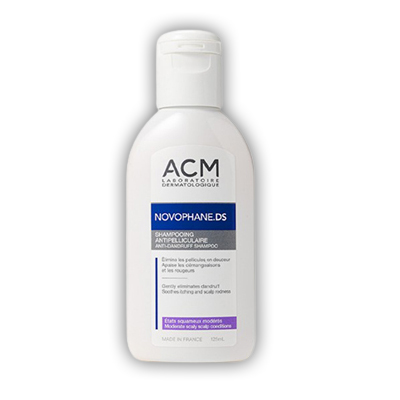 ACM
LABORATOIRE
DERMATOLOGIQUE
NOVOPHANE.DS
SHAMPOOING
ANTIPELLICULAIRE
ANTI-DANDRUFF SHAMPOO
Élimine les pellicules en douceur
Apaise les démangeaisons
et les rougeurs
Gently eliminates dandruff
Soothes itching and scalp redness
États squameux modérés
Moderate scaly scalp conditions
MADE IN FRANCE 125mL